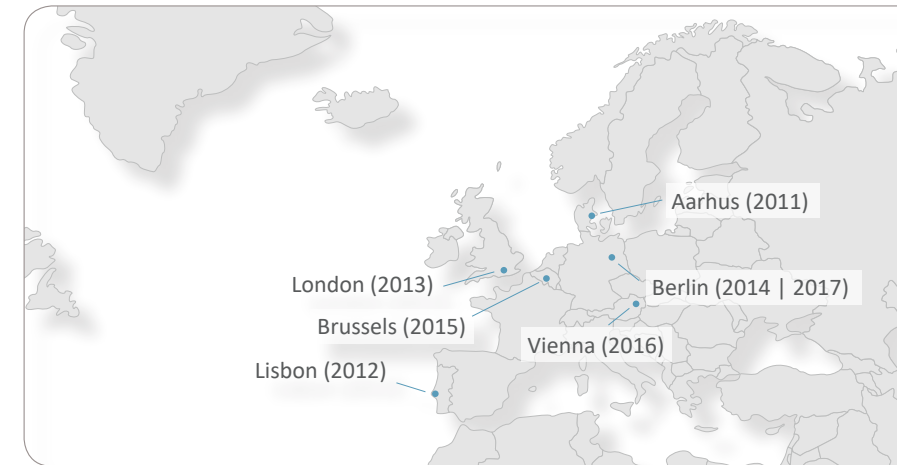 Aarhus (2011)
London (2013)
Berlin (2014 | 2017)
Brussels (2015)
Vienna (2016)
Lisbon (2012)